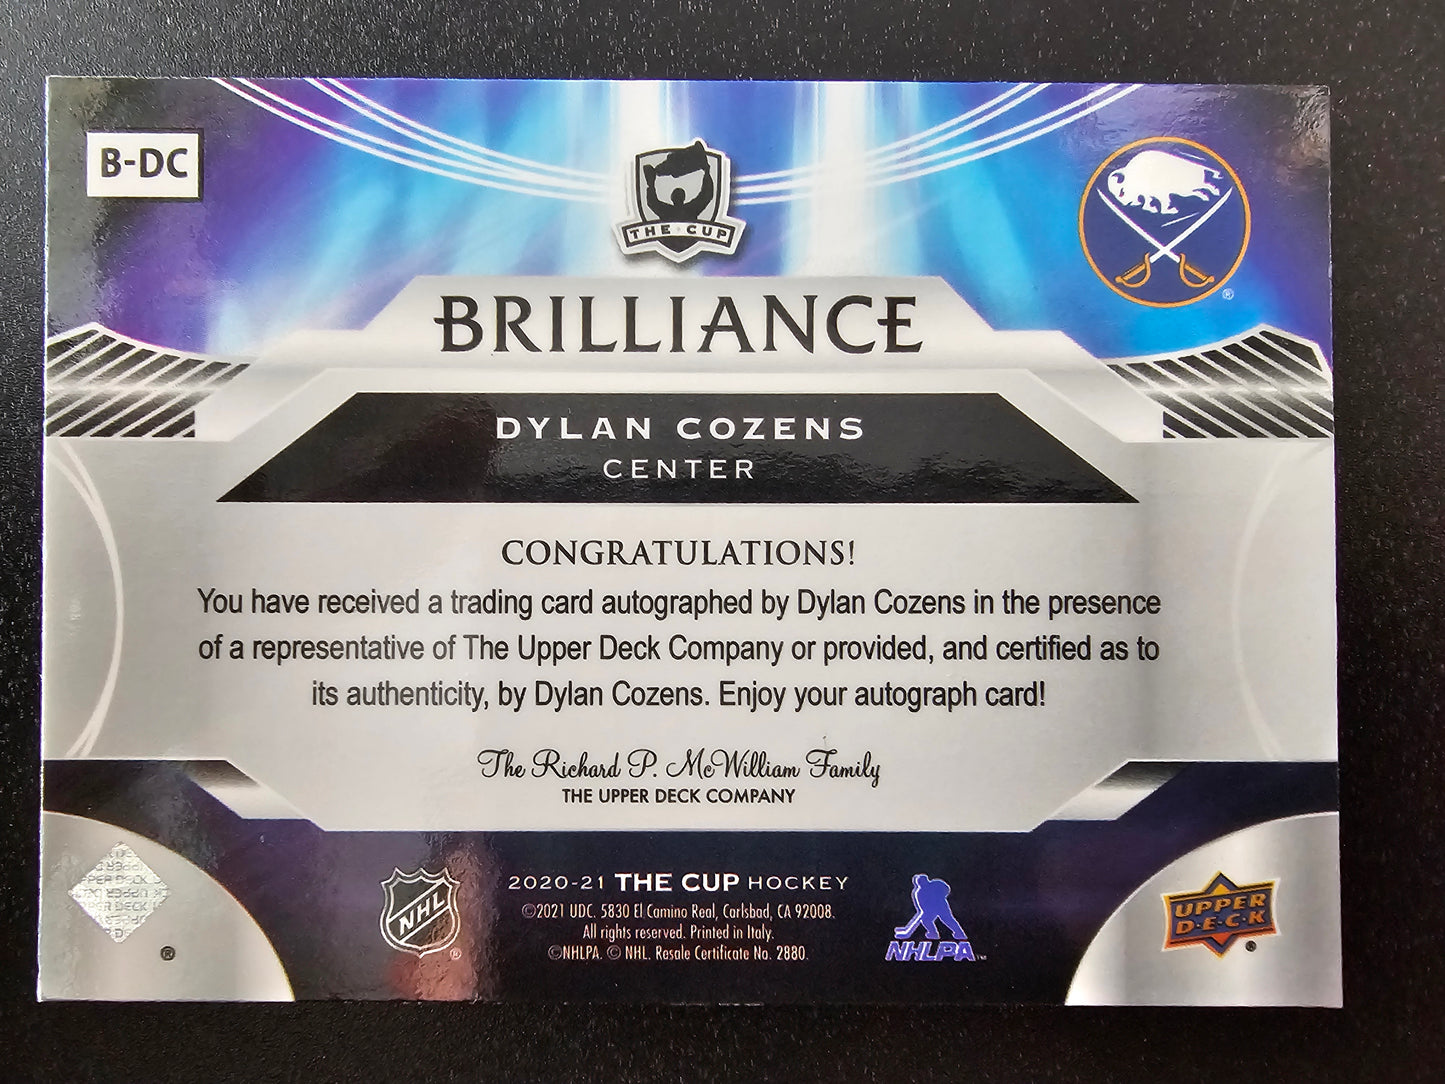 B-DC
THE CUP
®
BRILLIANCE
DYLAN COZENS
CENTER
CONGRATULATIONS!
You have received a trading card autographed by Dylan Cozens in the presence
of a representative of The Upper Deck Company or provided, and certified as to
its authenticity, by Dylan Cozens. Enjoy your autograph card!
The Richard P. McWilliam Family
THE UPPER DECK COMPANY
NHL
®
2020-21 THE CUP HOCKEY
©2021 UDC. 5830 El Camino Real, Carlsbad, CA 92008.
All rights reserved. Printed in Italy.
©NHLPA. © NHL. Resale Certificate No. 2880.
NHLPA™
UPPER
DECK
®
®